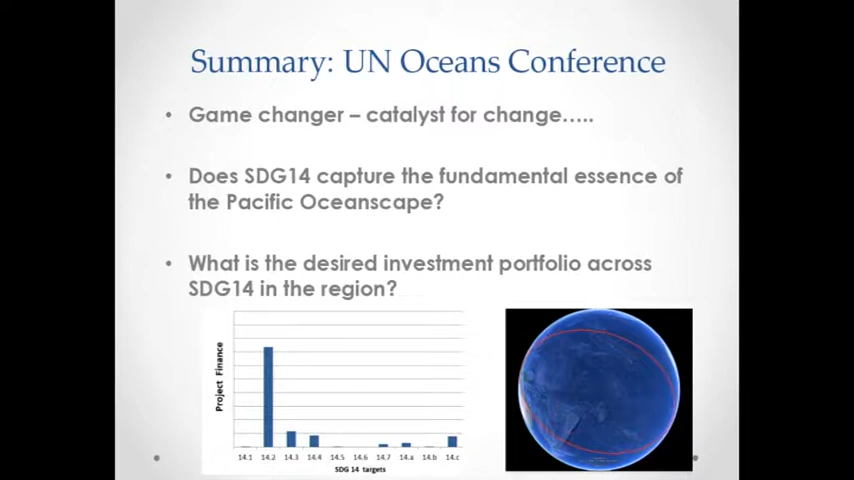 Summary: UN Oceans Conference
• Game changer – catalyst for change.....
• Does SDG14 capture the fundamental essence of
the Pacific Oceanscape?
• What is the desired investment portfolio across
SDG14 in the region?
Project Finance
14.1 14.2 14.3 14.4 14.5 14.6 14.7 14.a 14.b 14.c
SDG 14 targets